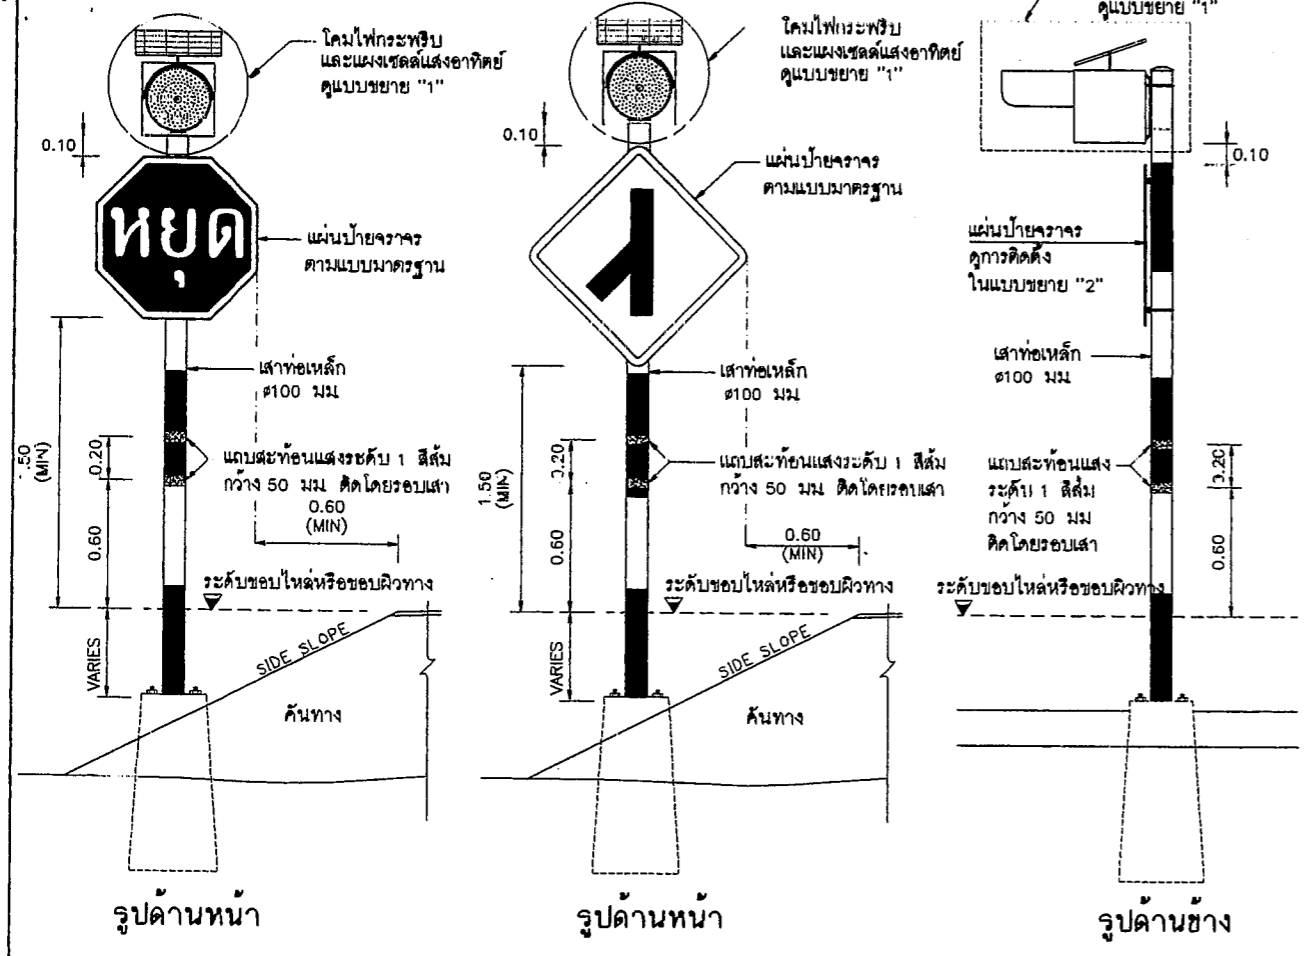 โคมไฟกระพริบ
และแผงเซลล์แสงอาทิตย์
ดูแบบขยาย "1"
0.10
หยุด
แผ่นป้ายจราจร
ตามแบบมาตรฐาน
เสาท่อเหล็ก
ø100 มม
.50
(MIN)
0.20
แถบสะท้อนแสงระดับ 1 สีส้ม
กว้าง 50 มม ติดโดยรอบเสา
0.60
(MIN)
0.60
ระดับขอบไหล่หรือขอบผิวทาง
VARIES
SIDE SLOPE
คันทาง
รูปด้านหน้า
โคมไฟกระพริบ
และแผงเซลล์แสงอาทิตย์
ดูแบบขยาย "1"
0.10
แผ่นป้ายจราจร
ตามแบบมาตรฐาน
เสาท่อเหล็ก
ø100 มม
1.50
(MIN)
0.20
แถบสะท้อนแสงระดับ 1 สีส้ม
กว้าง 50 มม ติดโดยรอบเสา
0.60
0.60
(MIN)
ระดับขอบไหล่หรือขอบผิวทาง
VARIES
SIDE SLOPE
คันทาง
รูปด้านหน้า
ดูแบบขยาย "1"
0.10
แผ่นป้ายจราจร
ดูการติดตั้ง
ในแบบขยาย "2"
เสาท่อเหล็ก
ø100 มม
แถบสะท้อนแสง
ระดับ 1 สีส้ม
กว้าง 50 มม
ติดโดยรอบเสา
0.20
0.60
ระดับขอบไหล่หรือขอบผิวทาง
รูปด้านข้าง